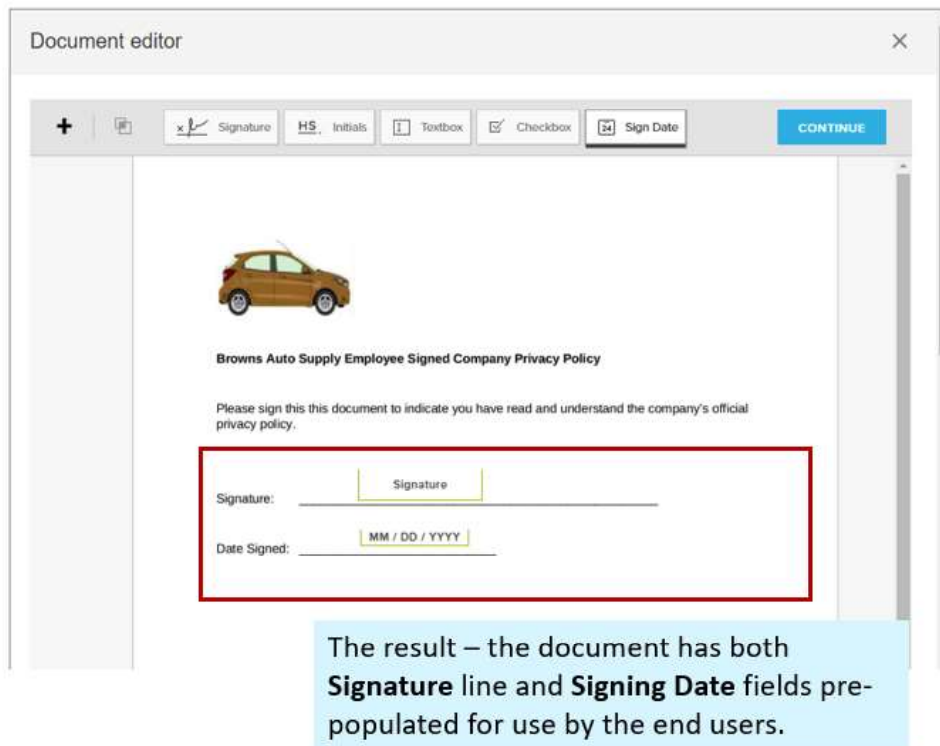 Document editor
Signature HS Initials Textbox Checkbox 24 Sign Date CONTINUE
Browns Auto Supply Employee Signed Company Privacy Policy
Please sign this this document to indicate you have read and understand the company's official
privacy policy.
Signature
Signature:
MM / DD / YYYY
Date Signed:
The result – the document has both
Signature line and Signing Date fields pre-
populated for use by the end users.